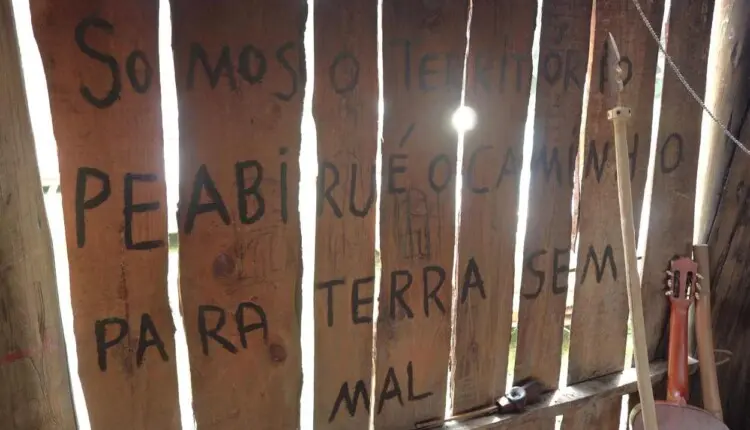 SOMOS O TERRITÓRIO
PEABIRU É O CAMINHO
PARA TERRA SEM
MAL